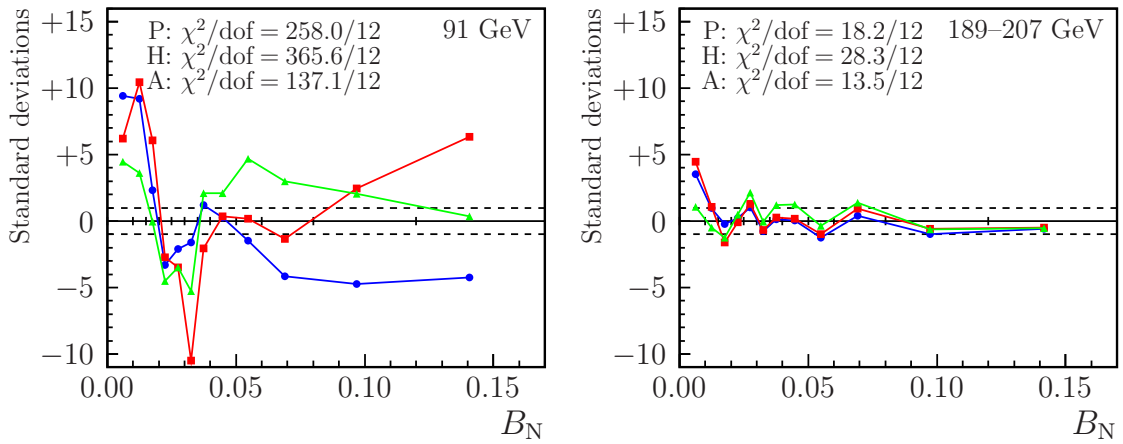 Standard deviations
+15
+10
+5
0
−5
−10
P: χ²/dof = 258.0/12
H: χ²/dof = 365.6/12
A: χ²/dof = 137.1/12
91 GeV
0.00 0.05 0.10 0.15
B_N
Standard deviations
+15
+10
+5
0
−5
−10
P: χ²/dof = 18.2/12
H: χ²/dof = 28.3/12
A: χ²/dof = 13.5/12
189–207 GeV
0.00 0.05 0.10 0.15
B_N